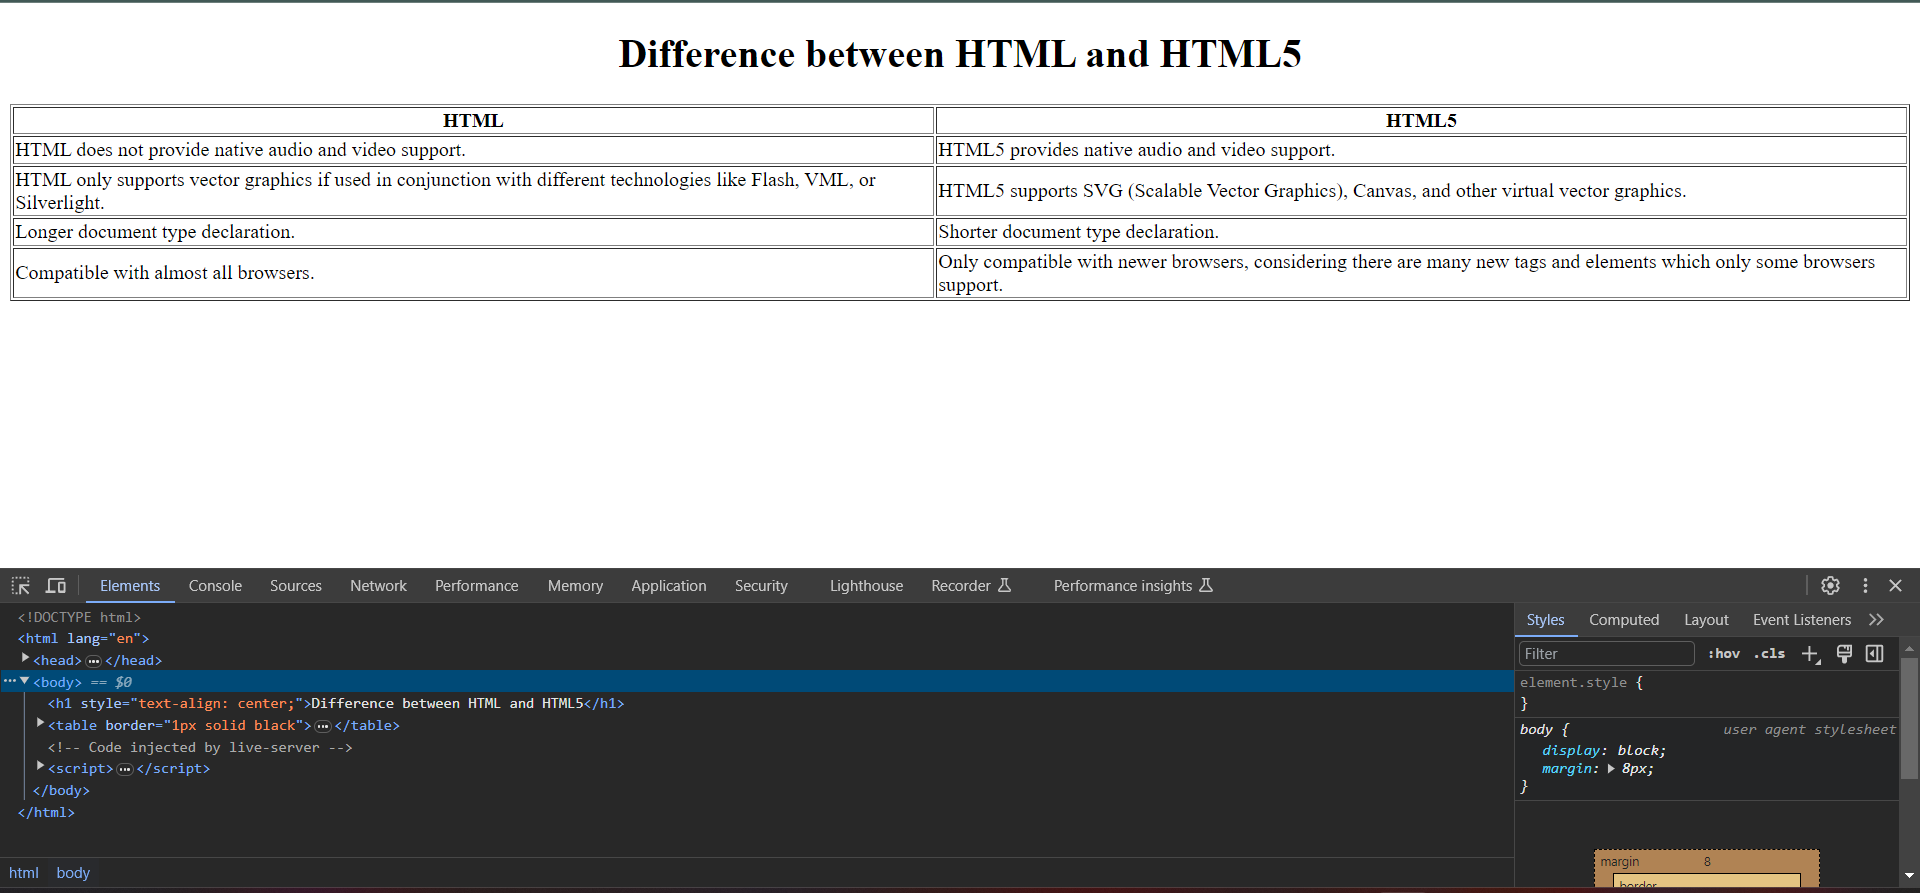 Difference between HTML and HTML5
HTML HTML5
HTML does not provide native audio and video support. HTML5 provides native audio and video support.
HTML only supports vector graphics if used in conjunction with different technologies like Flash, VML, or
Silverlight.
HTML5 supports SVG (Scalable Vector Graphics), Canvas, and other virtual vector graphics.
Longer document type declaration. Shorter document type declaration.
Compatible with almost all browsers.
Only compatible with newer browsers, considering there are many new tags and elements which only some browsers
support.
Elements Console Sources Network Performance Memory Application Security Lighthouse Recorder Performance insights
<!DOCTYPE html>
<html lang="en">
<head>…</head>
<body> == $0
<h1 style="text-align: center;">Difference between HTML and HTML5</h1>
<table border="1px solid black">…</table>
<!-- Code injected by live-server -->
<script>…</script>
</body>
</html>
html body
Styles Computed Layout Event Listeners
Filter :hov .cls
element.style {
}
body { user agent stylesheet
display: block;
margin: 8px;
}
margin 8
border